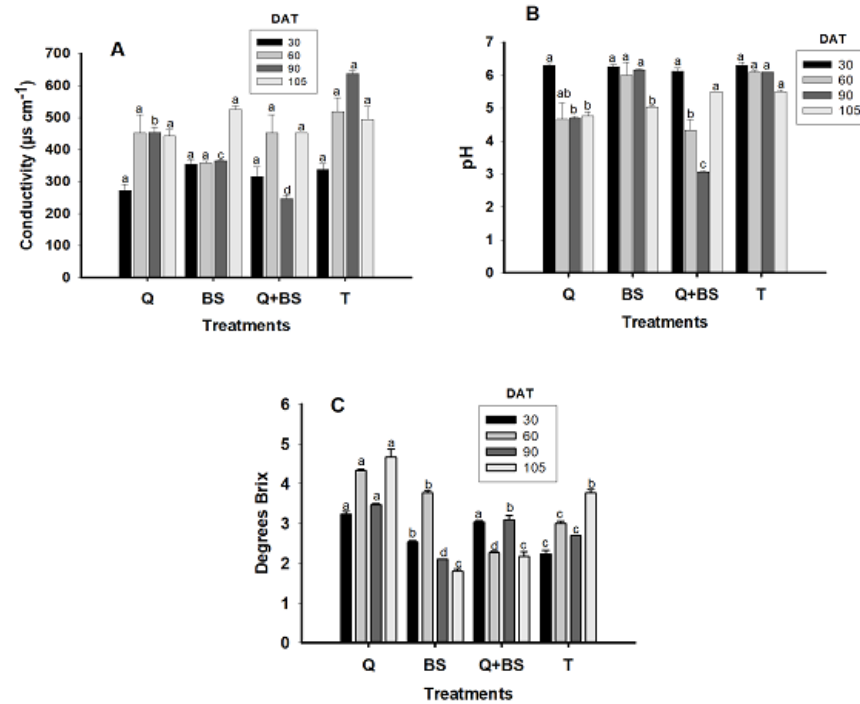 A
DAT
30
60
90
105
Conductivity (µs cm⁻¹)
700
600
500
400
300
200
100
0
a a b a
a a c a
a a d a
a a a a
Q BS Q+BS T
Treatments
B
DAT
30
60
90
105
pH
7
6
5
4
3
2
1
0
a ab b b
a a a b
a b c a
a a a a
Q BS Q+BS T
Treatments
C
DAT
30
60
90
105
Degrees Brix
6
5
4
3
2
1
0
a a a a
b b d c
a d b c
c c c b
Q BS Q+BS T
Treatments